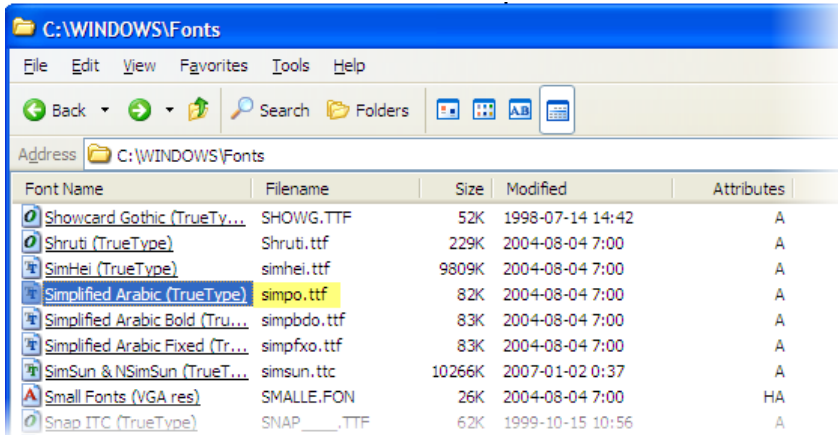 C:\WINDOWS\Fonts
File Edit View Favorites Tools Help
Back Search Folders AB
Address C:\WINDOWS\Fonts
Font Name Filename Size Modified Attributes
Showcard Gothic (TrueTy... SHOWG.TTF 52K 1998-07-14 14:42 A
Shruti (TrueType) Shruti.ttf 229K 2004-08-04 7:00 A
SimHei (TrueType) simhei.ttf 9809K 2004-08-04 7:00 A
Simplified Arabic (TrueType) simpo.ttf 82K 2004-08-04 7:00 A
Simplified Arabic Bold (Tru... simpbdo.ttf 83K 2004-08-04 7:00 A
Simplified Arabic Fixed (Tr... simpfxo.ttf 83K 2004-08-04 7:00 A
SimSun & NSimSun (TrueT... simsun.ttc 10266K 2007-01-02 0:37 A
Small Fonts (VGA res) SMALLE.FON 26K 2004-08-04 7:00 HA
Snap ITC (TrueType) SNAP____.TTF 62K 1999-10-15 10:56 A